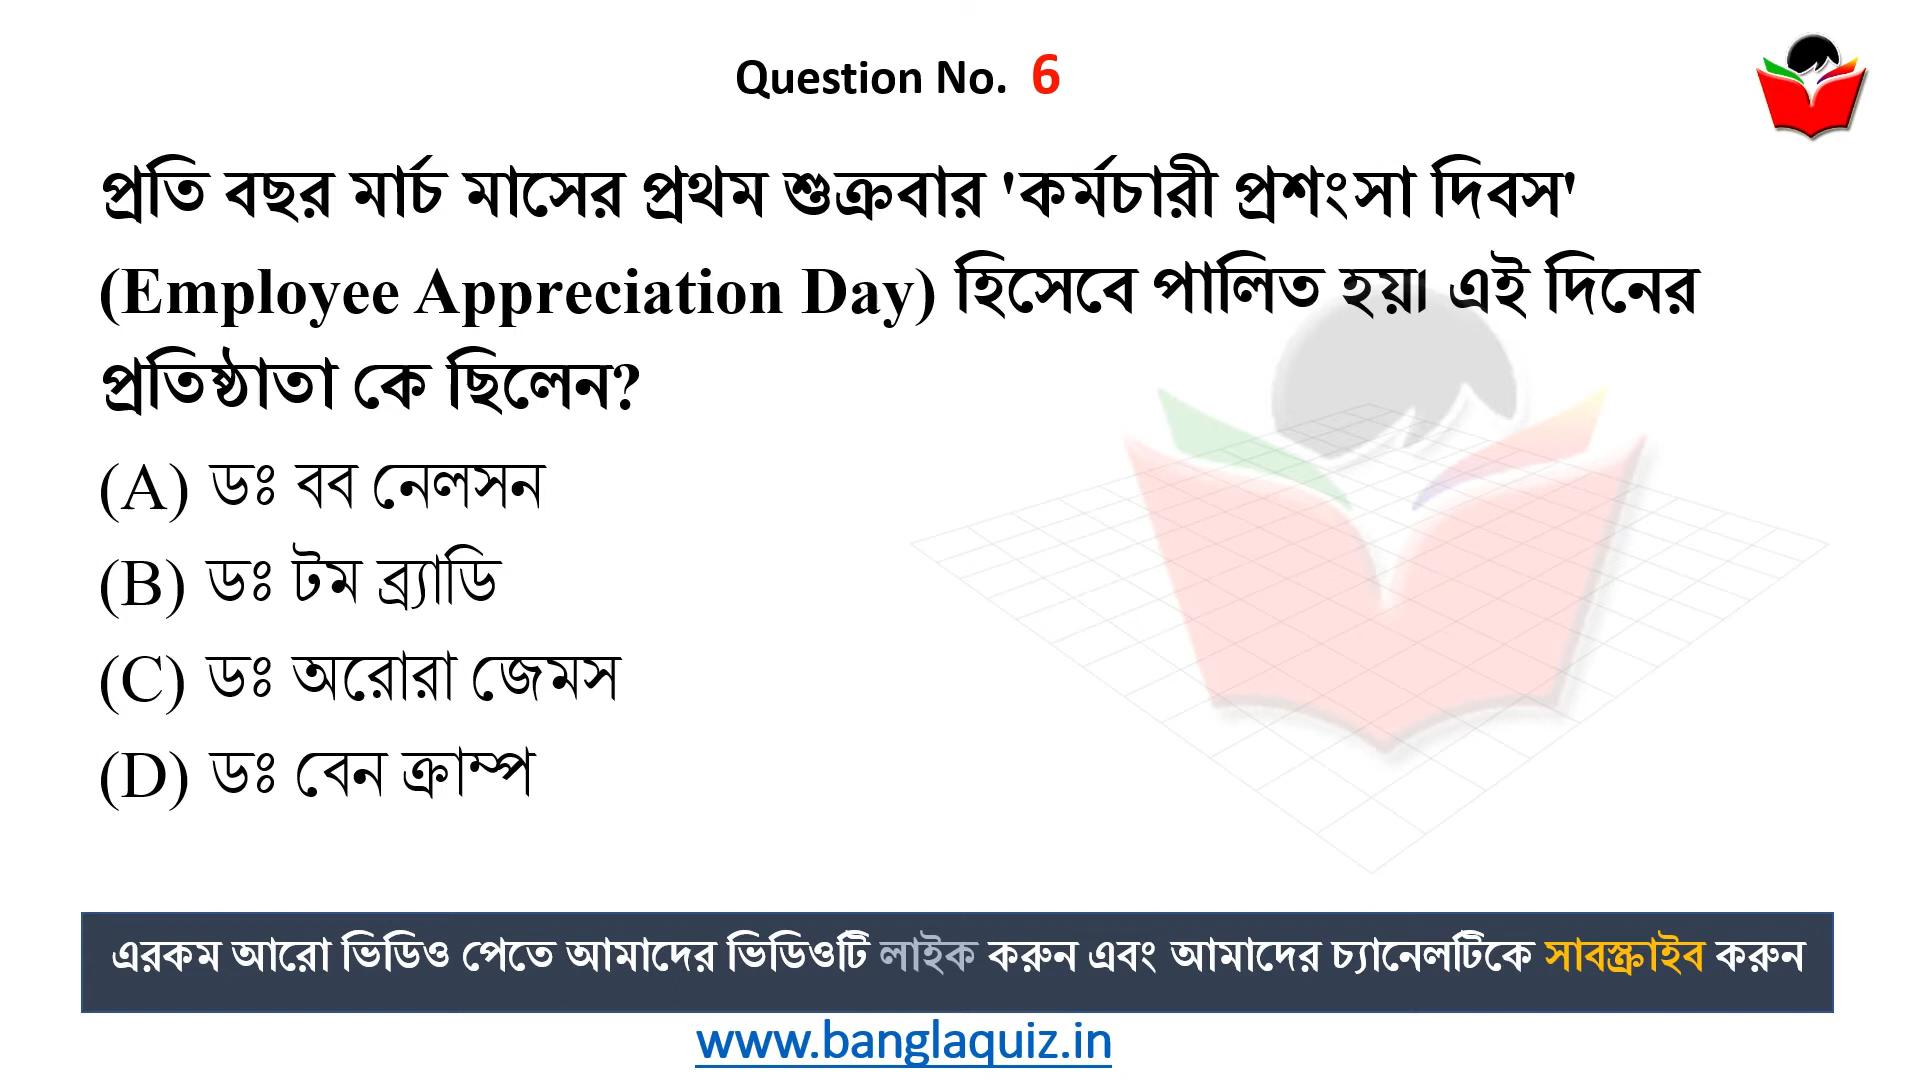 Question No. 6
প্রতি বছর মার্চ মাসের প্রথম শুক্রবার 'কর্মচারী প্রশংসা দিবস'
(Employee Appreciation Day) হিসেবে পালিত হয়৷ এই দিনের
প্রতিষ্ঠাতা কে ছিলেন?
(A) ডঃ বব নেলসন
(B) ডঃ টম ব্র্যাডি
(C) ডঃ অরোরা জেমস
(D) ডঃ বেন ক্রাম্প
এরকম আরো ভিডিও পেতে আমাদের ভিডিওটি লাইক করুন এবং আমাদের চ্যানেলটিকে সাবস্ক্রাইব করুন
www.banglaquiz.in